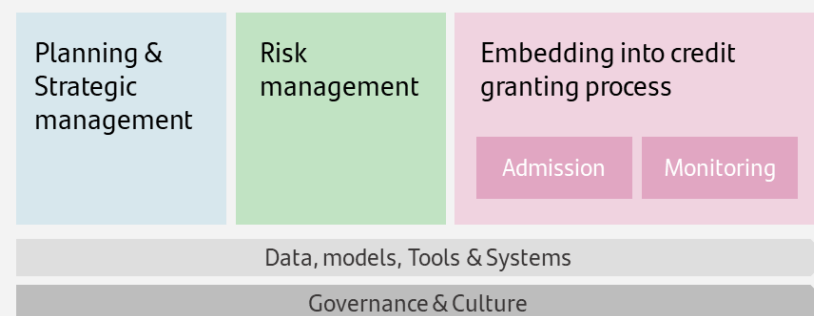 Planning &
Strategic
management
Risk
management
Embedding into credit
granting process
Admission
Monitoring
Data, models, Tools & Systems
Governance & Culture